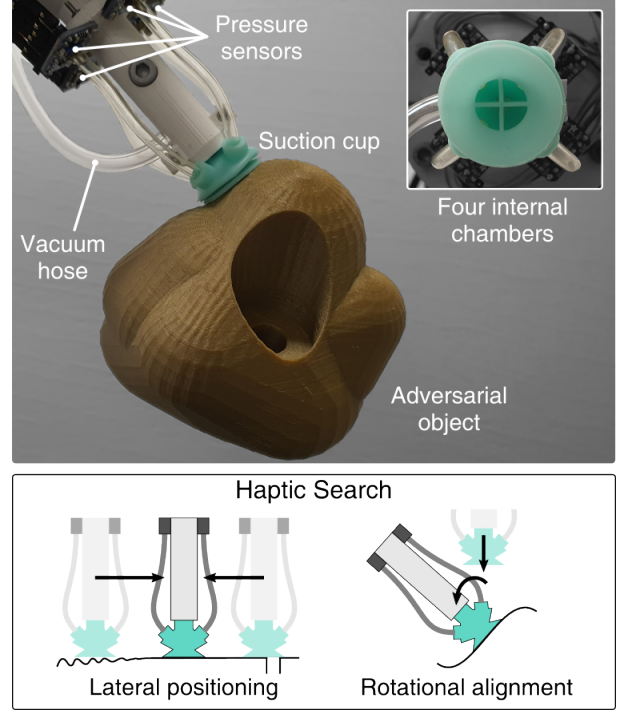 Pressure
sensors
Suction cup
Four internal
chambers
Vacuum
hose
Adversarial
object
Haptic Search
Lateral positioning
Rotational alignment